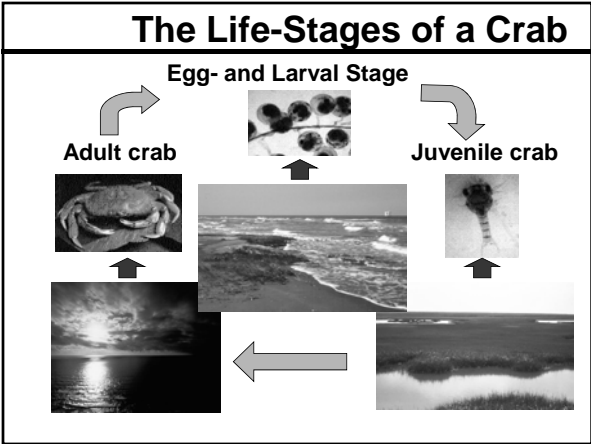 The Life-Stages of a Crab
Egg- and Larval Stage
Adult crab
Juvenile crab